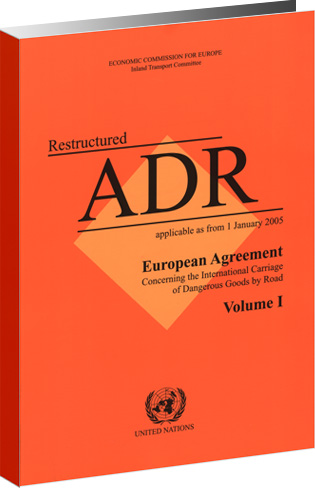 ECONOMIC COMMISSION FOR EUROPE
Inland Transport Committee
Restructured
ADR
applicable as from 1 January 2005
European Agreement
Concerning the International Carriage
of Dangerous Goods by Road
Volume I
UNITED NATIONS